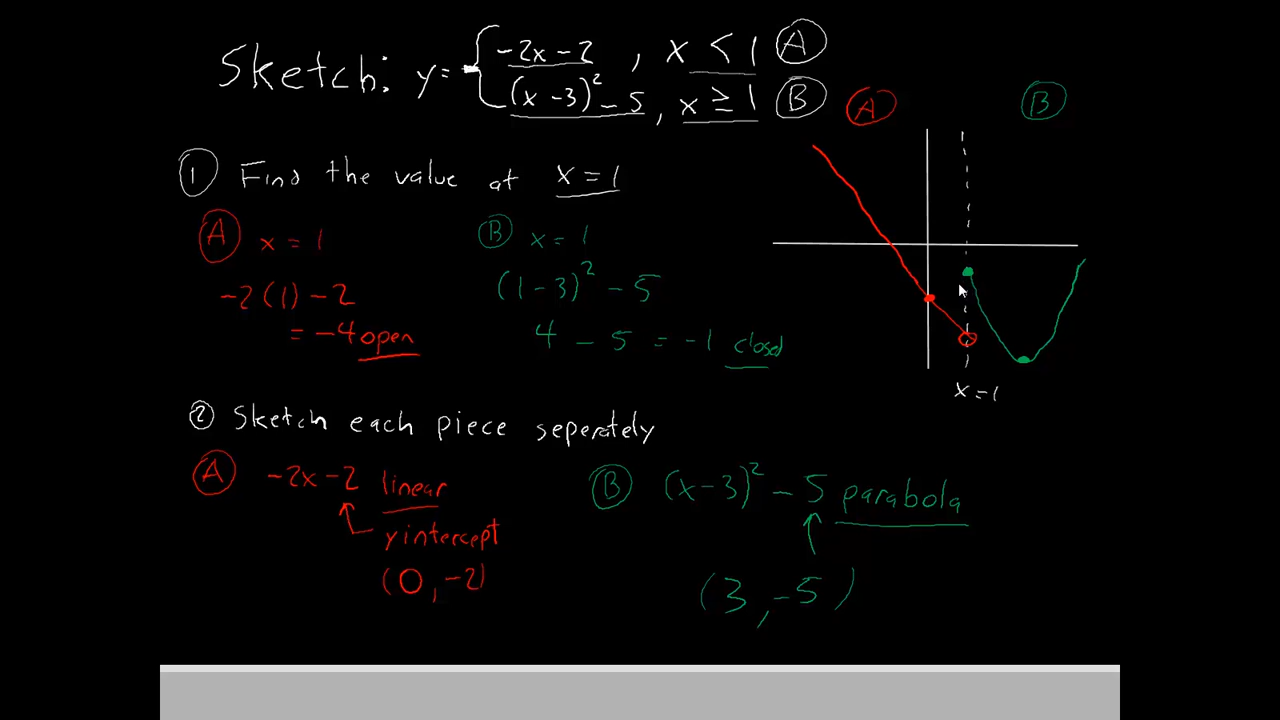 Sketch: y= { -2x-2 , x < 1 A
(x-3)² - 5 , x ≥ 1 B
A B
① Find the value at x = 1
A x = 1
-2(1) -2
= -4 open
B x = 1
(1-3)² - 5
4 - 5 = -1 closed
x = 1
② Sketch each piece seperately
A -2x -2 linear
y intercept
(0, -2)
B (x-3)² - 5 parabola
(3, -5)